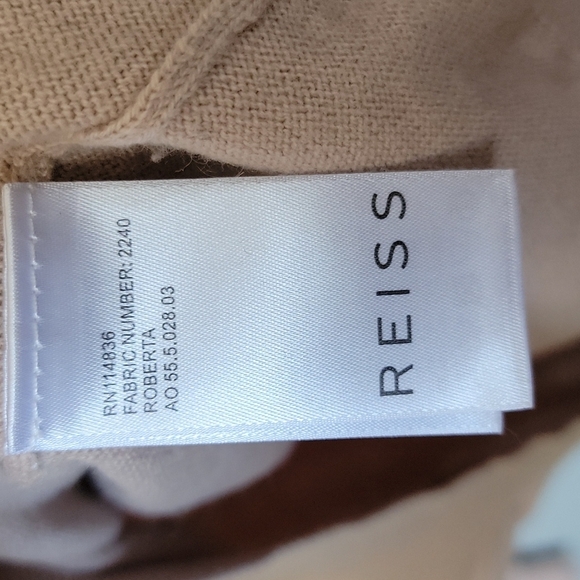 REISS
RN114836
FABRIC NUMBER: 2240
ROBERTA
AO 55.5.028.03